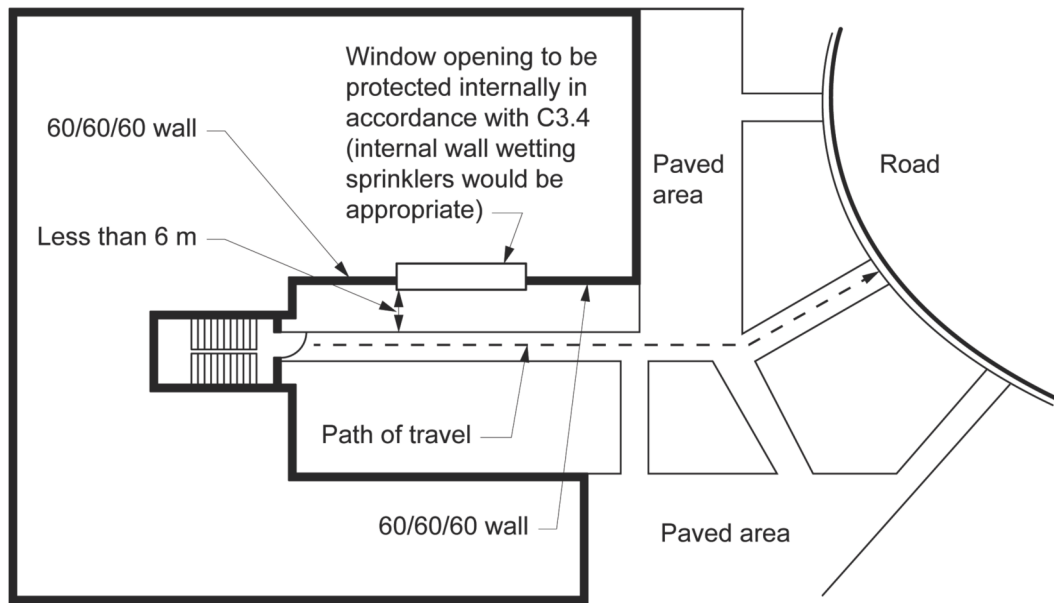 Window opening to be
protected internally in
accordance with C3.4
(internal wall wetting
sprinklers would be
appropriate)
60/60/60 wall
Less than 6 m
Paved
area
Road
Path of travel
60/60/60 wall
Paved area